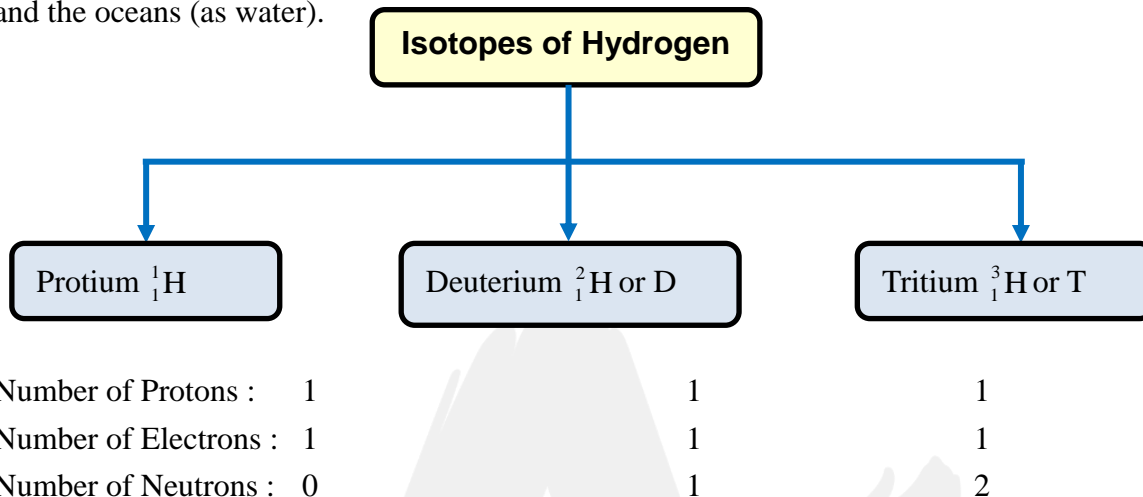 and the oceans (as water).
Isotopes of Hydrogen
Protium ¹₁H
Deuterium ²₁H or D
Tritium ³₁H or T
Number of Protons : 1 1 1
Number of Electrons : 1 1 1
Number of Neutrons : 0 1 2